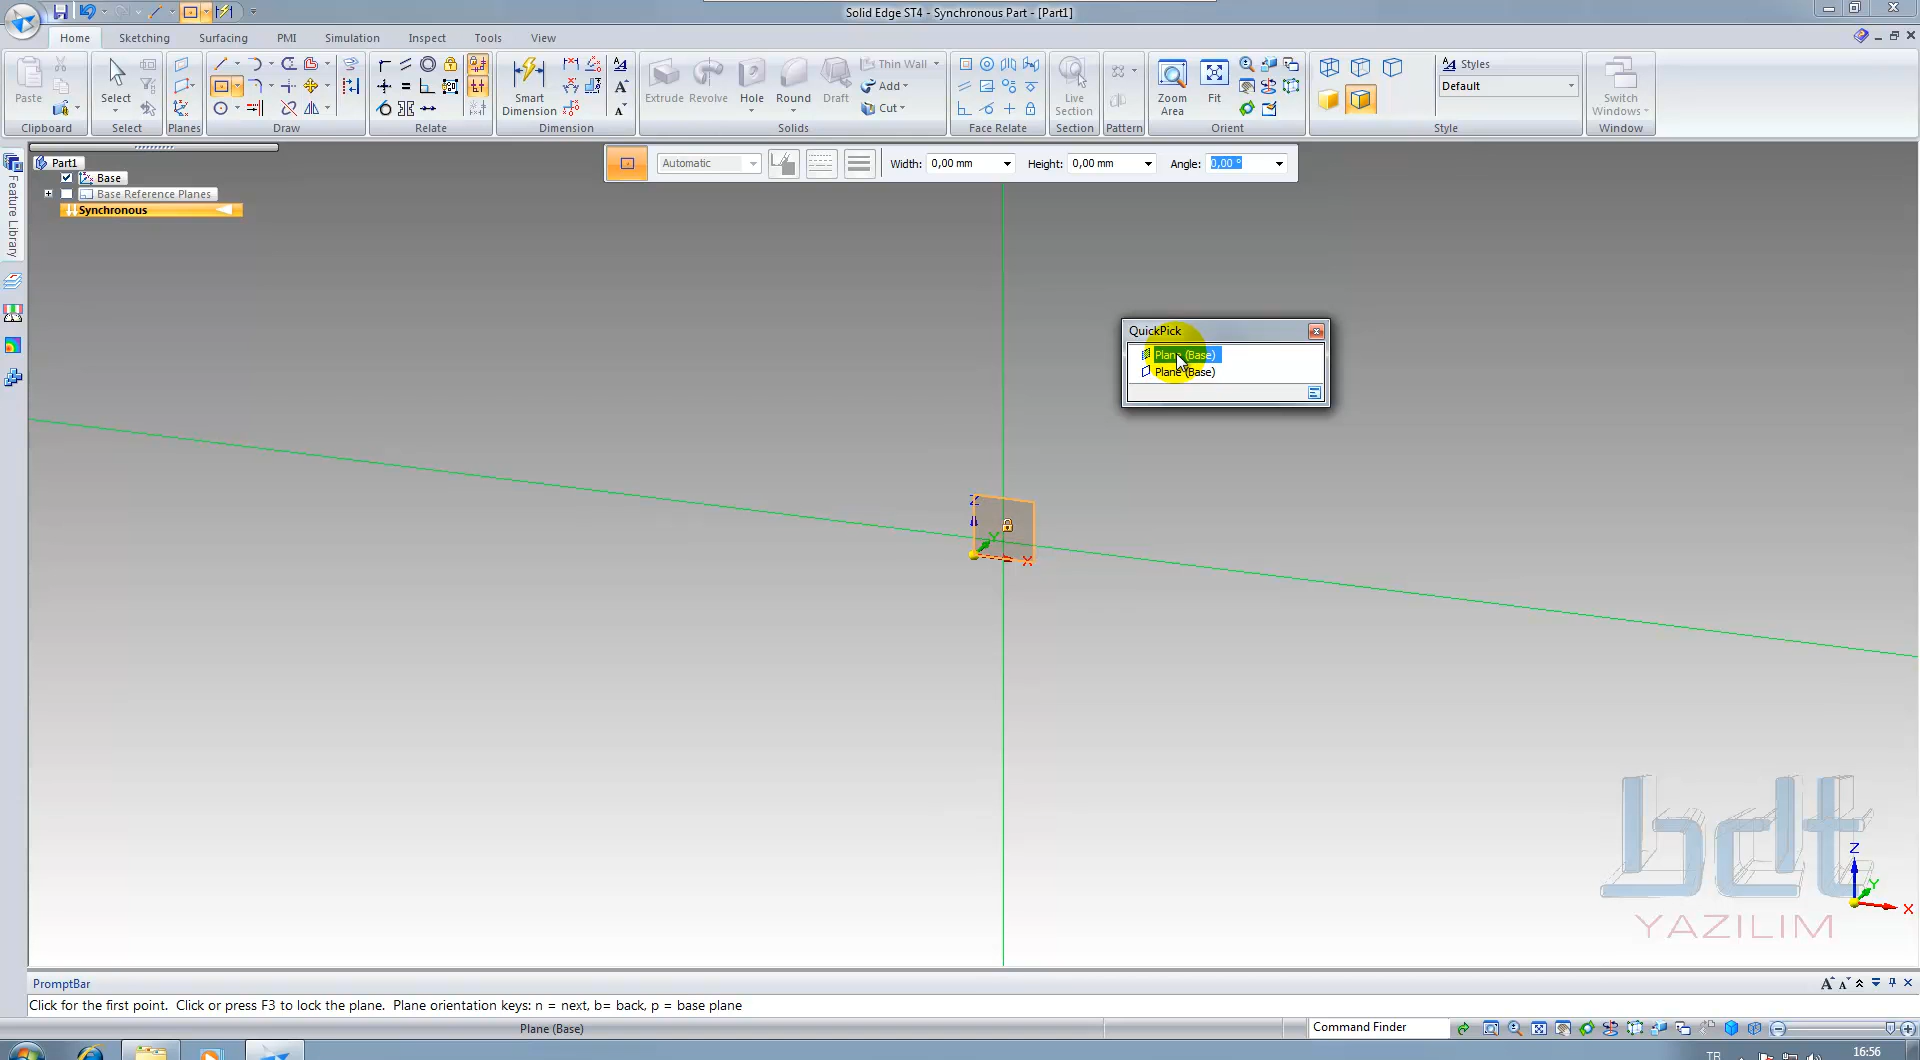 Solid Edge ST4 - Synchronous Part - [Part1]
Home Sketching Surfacing PMI Simulation Inspect Tools View
Paste
Clipboard
Select
Select
Planes
Draw
Relate
Smart Dimension
Dimension
Extrude Revolve Hole Round Draft
Thin Wall
Add
Cut
Solids
Face Relate
Live Section
Section
Pattern
Zoom Area
Fit
Orient
Style
Styles
Default
Switch Windows
Window
Automatic
Width: 0,00 mm Height: 0,00 mm Angle: 0,00 °
Feature Library
Part1
Base
Base Reference Planes
Synchronous
QuickPick
Plane (Base)
Plane (Base)
Z
Y
X
bdt
YAZILIM
Z
Y
X
PromptBar
Click for the first point. Click or press F3 to lock the plane. Plane orientation keys: n = next, b= back, p = base plane
Plane (Base)
Command Finder
TR
16:56